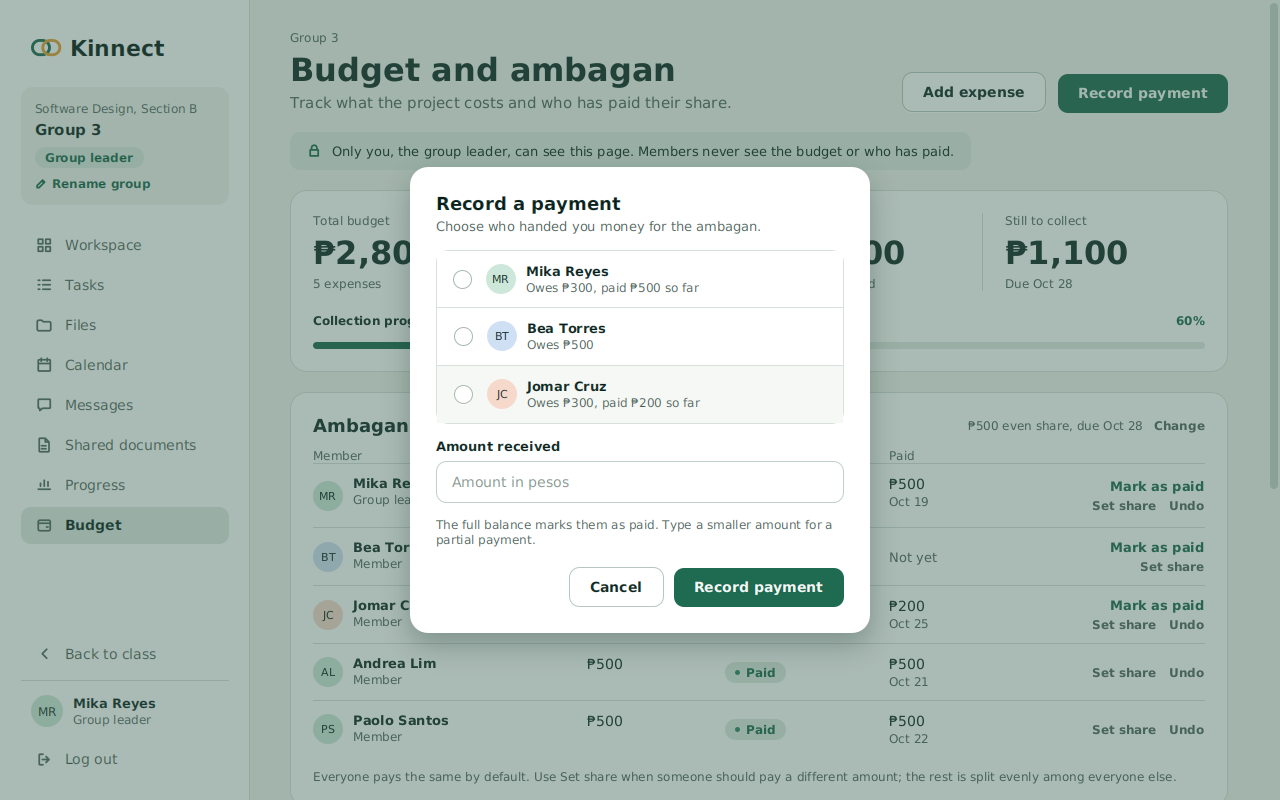 Kinnect
Software Design, Section B
Group 3
Group leader
Rename group
Workspace
Tasks
Files
Calendar
Messages
Shared documents
Progress
Budget
Back to class
MR
Mika Reyes
Group leader
Log out
Group 3
Budget and ambagan
Track what the project costs and who has paid their share.
Add expense
Record payment
Only you, the group leader, can see this page. Members never see the budget or who has paid.
Total budget
₱2,80
5 expenses
00
d
Still to collect
₱1,100
Due Oct 28
Collection prog
60%
Record a payment
Choose who handed you money for the ambagan.
MR
Mika Reyes
Owes ₱300, paid ₱500 so far
BT
Bea Torres
Owes ₱500
JC
Jomar Cruz
Owes ₱300, paid ₱200 so far
Amount received
Amount in pesos
The full balance marks them as paid. Type a smaller amount for a
partial payment.
Cancel
Record payment
Ambagan
₱500 even share, due Oct 28 Change
Member
Paid
MR
Mika Re
Group lea
₱500
Oct 19
Mark as paid
Set share Undo
BT
Bea Tor
Member
Not yet
Mark as paid
Set share
JC
Jomar C
Member
₱200
Oct 25
Mark as paid
Set share Undo
AL
Andrea Lim
Member
₱500
Paid
₱500
Oct 21
Set share Undo
PS
Paolo Santos
Member
₱500
Paid
₱500
Oct 22
Set share Undo
Everyone pays the same by default. Use Set share when someone should pay a different amount; the rest is split evenly among everyone else.